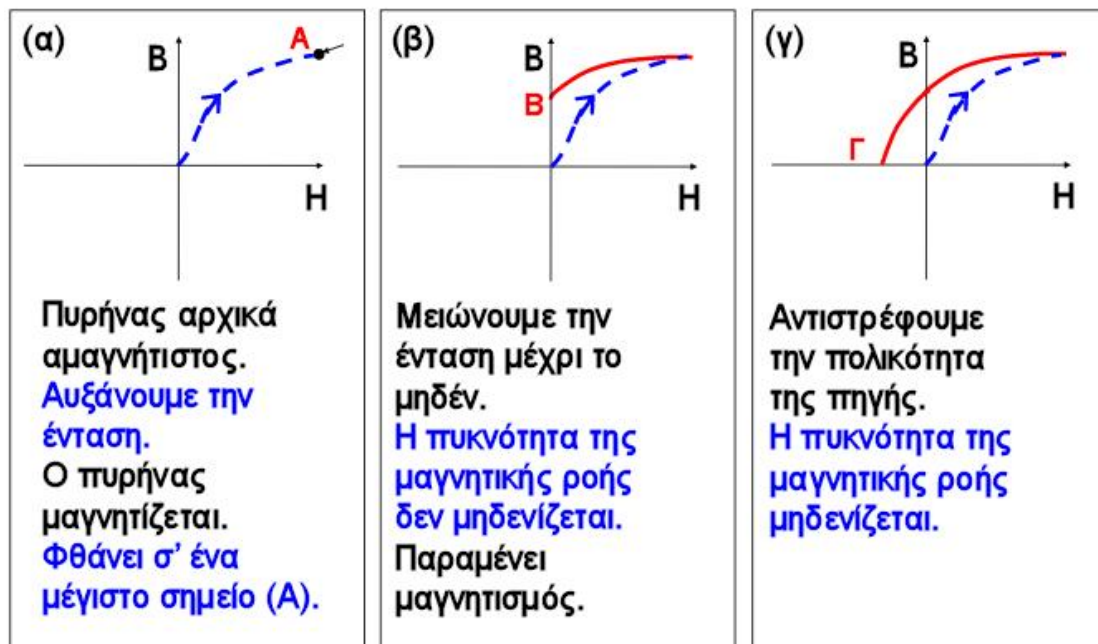 (α)
Α
Β
Η
Πυρήνας αρχικά
αμαγνήτιστος.
Αυξάνουμε την
ένταση.
Ο πυρήνας
μαγνητίζεται.
Φθάνει σ' ένα
μέγιστο σημείο (Α).
(β)
Β
Β
Η
Μειώνουμε την
ένταση μέχρι το
μηδέν.
Η πυκνότητα της
μαγνητικής ροής
δεν μηδενίζεται.
Παραμένει
μαγνητισμός.
(γ)
Β
Γ
Η
Αντιστρέφουμε
την πολικότητα
της πηγής.
Η πυκνότητα της
μαγνητικής ροής
μηδενίζεται.